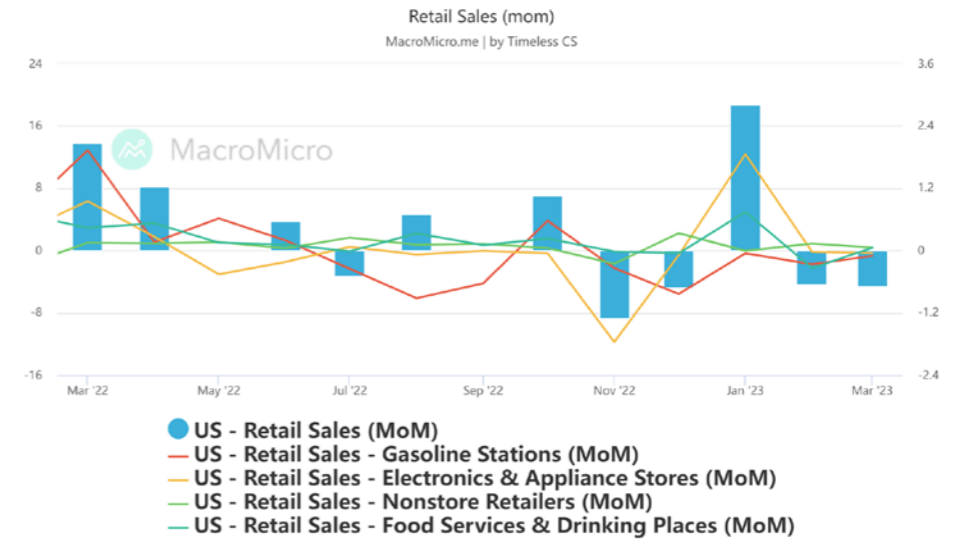 Retail Sales (mom)
MacroMicro.me | by Timeless CS
24 3.6
16 2.4
MacroMicro
8 1.2
0 0
-8 -1.2
-16 -2.4
Mar '22 May '22 Jul '22 Sep '22 Nov '22 Jan '23 Mar '23
US - Retail Sales (MoM)
US - Retail Sales - Gasoline Stations (MoM)
US - Retail Sales - Electronics & Appliance Stores (MoM)
US - Retail Sales - Nonstore Retailers (MoM)
US - Retail Sales - Food Services & Drinking Places (MoM)